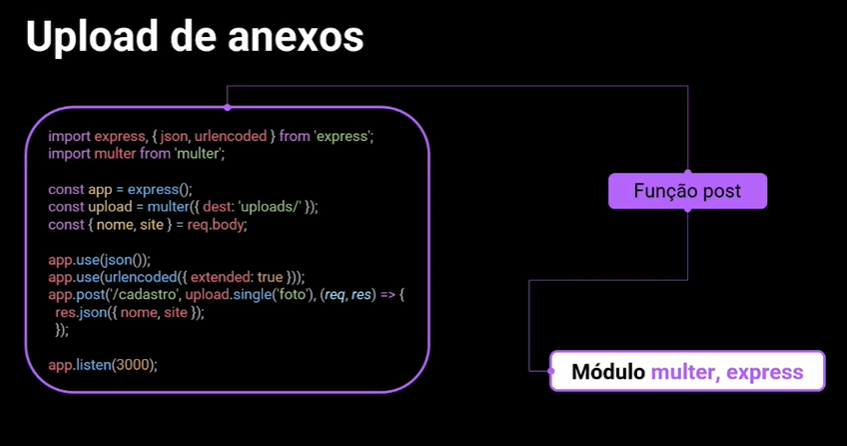 Upload de anexos
import express, { json, urlencoded } from 'express';
import multer from 'multer';
const app = express();
const upload = multer({ dest: 'uploads/' });
const { nome, site } = req.body;
app.use(json());
app.use(urlencoded({ extended: true }));
app.post('/cadastro', upload.single('foto'), (req, res) => {
res.json({ nome, site });
});
app.listen(3000);
Função post
Módulo multer, express